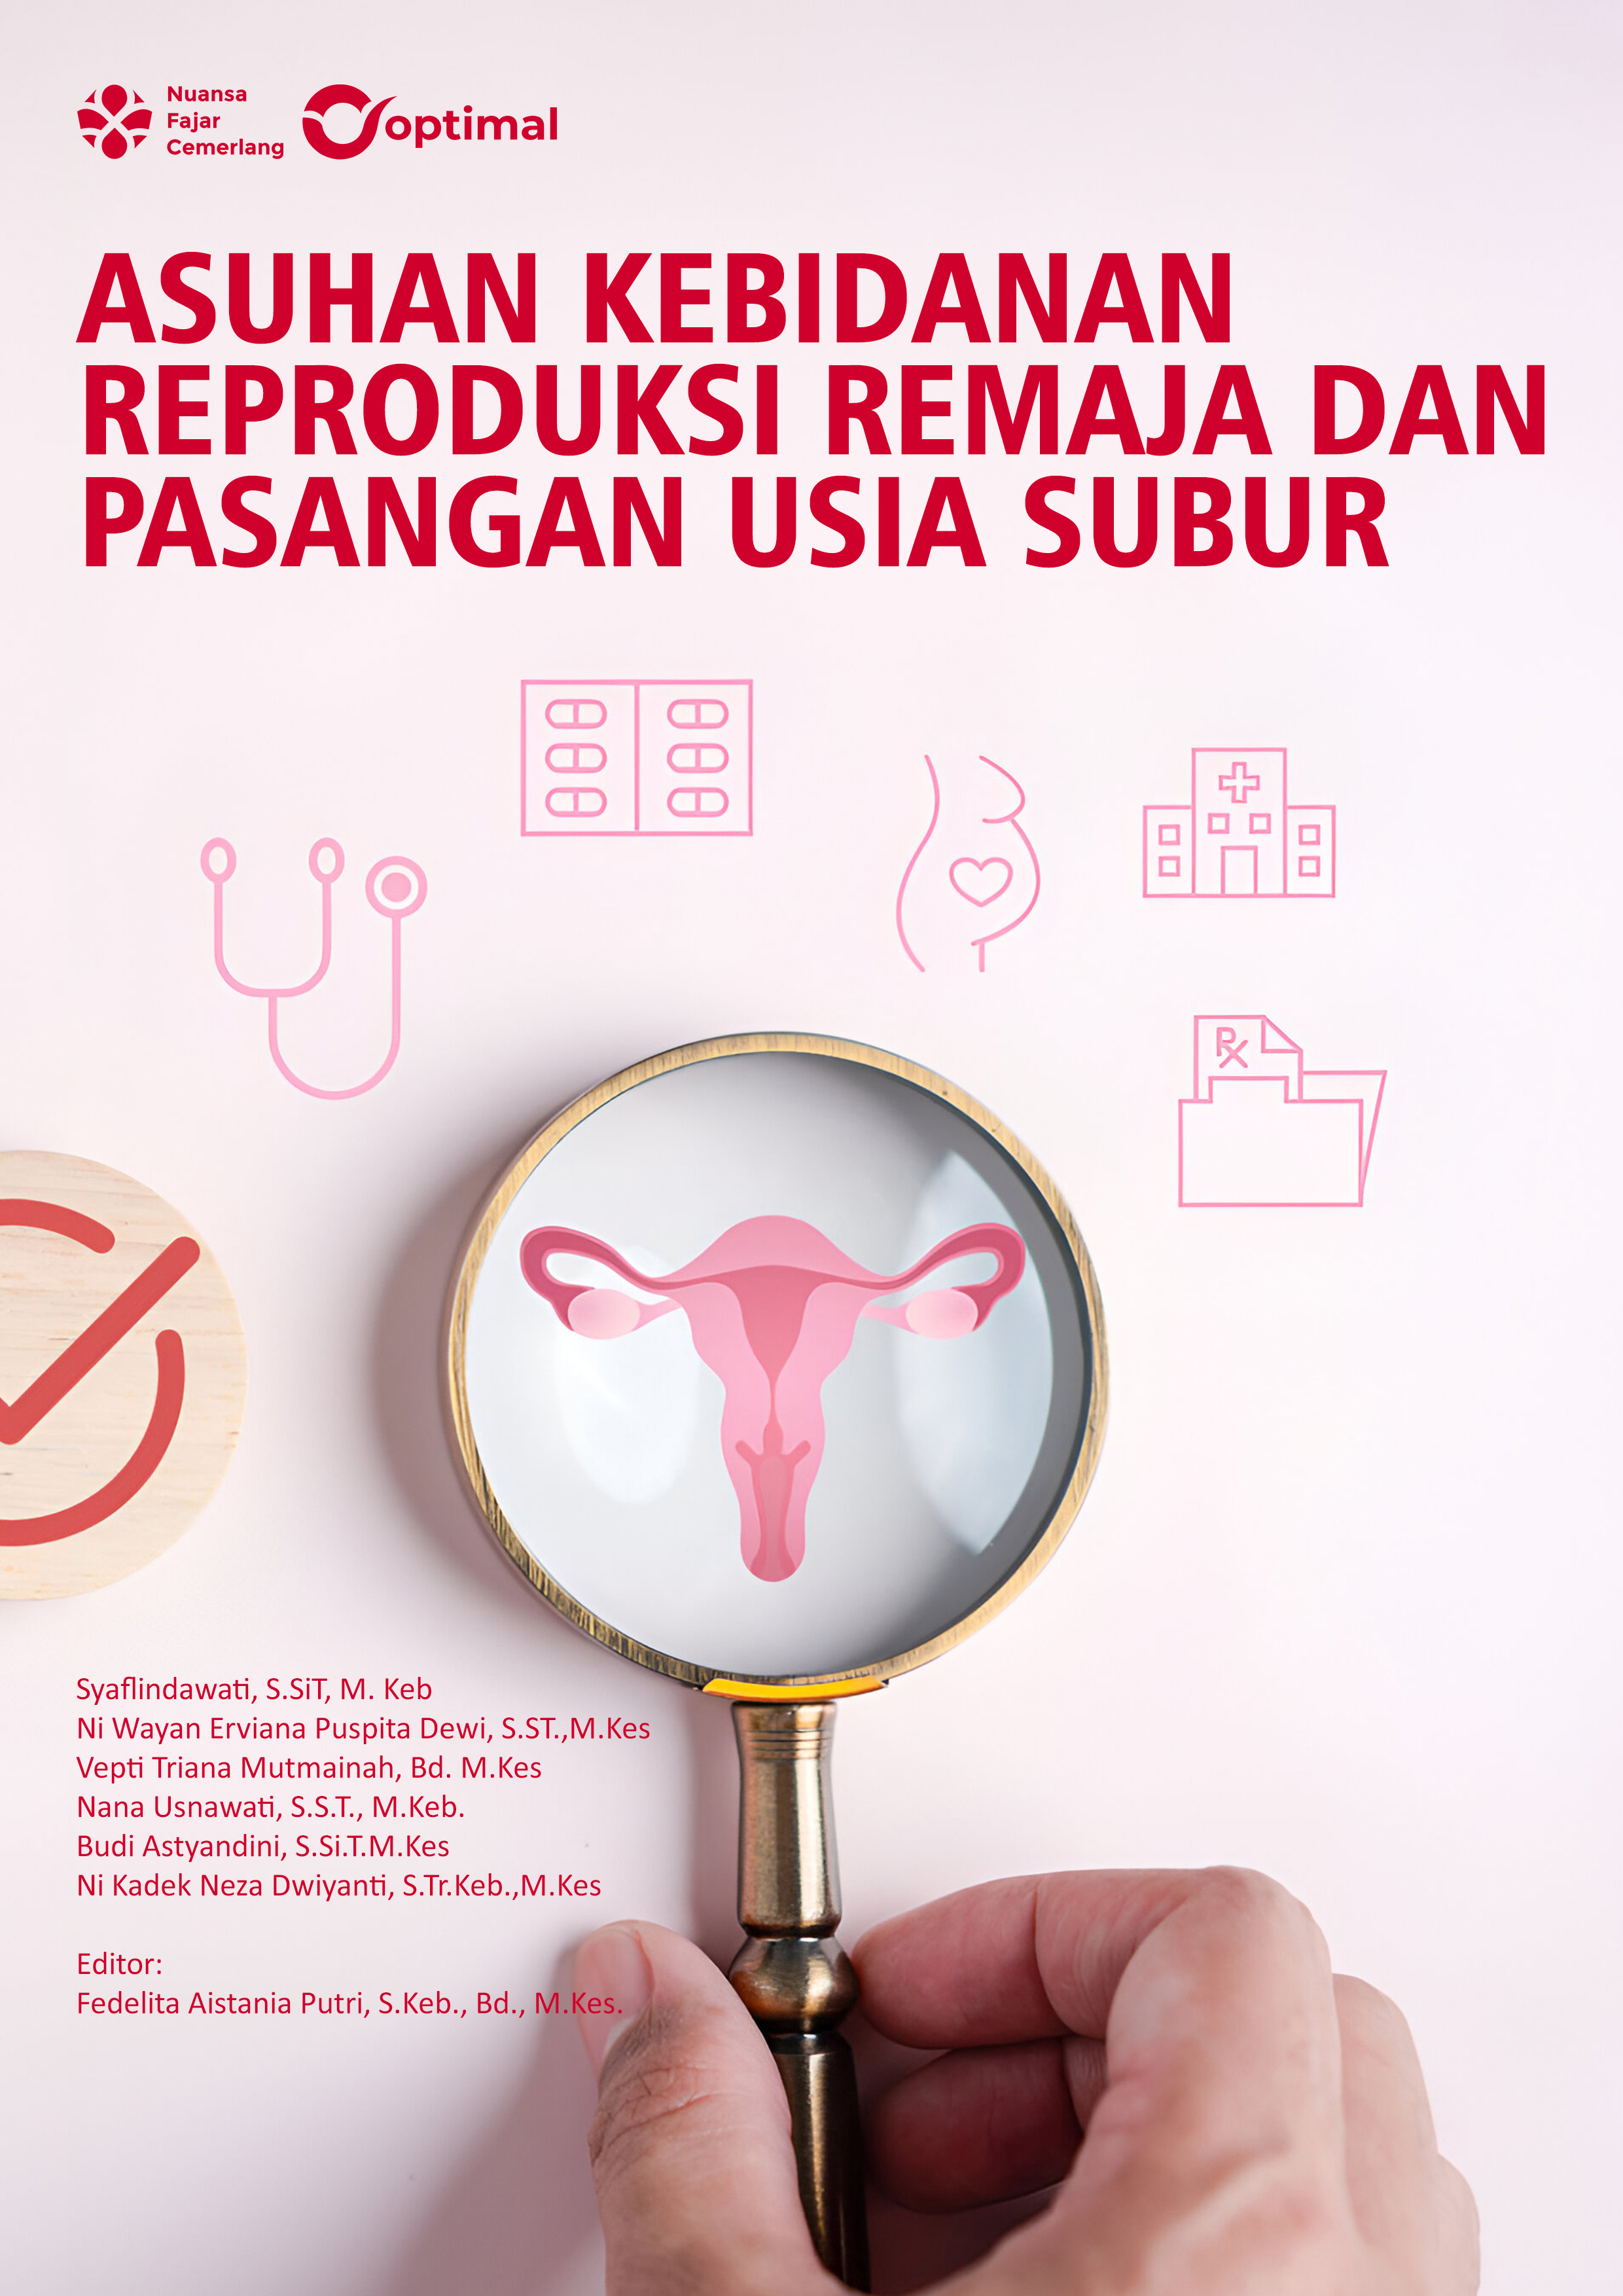 Nuansa
Fajar
Cemerlang
optimal
ASUHAN KEBIDANAN
REPRODUKSI REMAJA DAN
PASANGAN USIA SUBUR
Rx
Syaflindawati, S.SiT, M. Keb
Ni Wayan Erviana Puspita Dewi, S.ST.,M.Kes
Vepti Triana Mutmainah, Bd. M.Kes
Nana Usnawati, S.S.T., M.Keb.
Budi Astyandini, S.Si.T.M.Kes
Ni Kadek Neza Dwiyanti, S.Tr.Keb.,M.Kes
Editor:
Fedelita Aistania Putri, S.Keb., Bd., M.Kes.